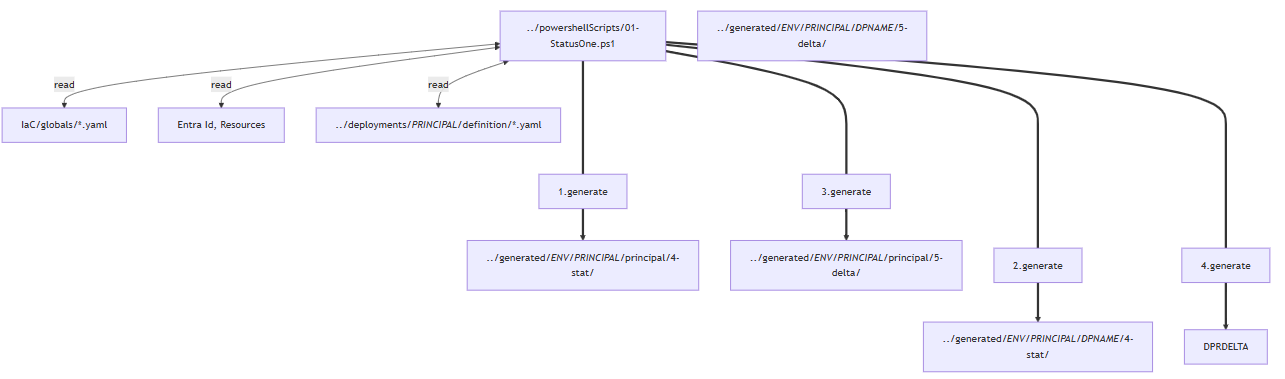 ../powershellScripts/01-
StatusOne.ps1
../generated/ENV/PRINCIPAL/DPNAME/5-
delta/
read
read
read
IaC/globals/*.yaml
Entra Id, Resources
../deployments/PRINCIPAL/definition/*.yaml
1.generate
3.generate
../generated/ENV/PRINCIPAL/principal/4-
stat/
../generated/ENV/PRINCIPAL/principal/5-
delta/
2.generate
4.generate
../generated/ENV/PRINCIPAL/DPNAME/4-
stat/
DPRDELTA